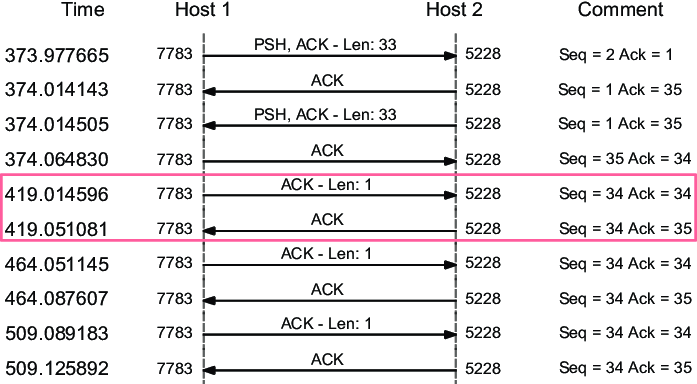 Time Host 1 Host 2 Comment
373.977665 7783 PSH, ACK - Len: 33 5228 Seq = 2 Ack = 1
374.014143 7783 ACK 5228 Seq = 1 Ack = 35
374.014505 7783 PSH, ACK - Len: 33 5228 Seq = 1 Ack = 35
374.064830 7783 ACK 5228 Seq = 35 Ack = 34
419.014596 7783 ACK - Len: 1 5228 Seq = 34 Ack = 34
419.051081 7783 ACK 5228 Seq = 34 Ack = 35
464.051145 7783 ACK - Len: 1 5228 Seq = 34 Ack = 34
464.087607 7783 ACK 5228 Seq = 34 Ack = 35
509.089183 7783 ACK - Len: 1 5228 Seq = 34 Ack = 34
509.125892 7783 ACK 5228 Seq = 34 Ack = 35